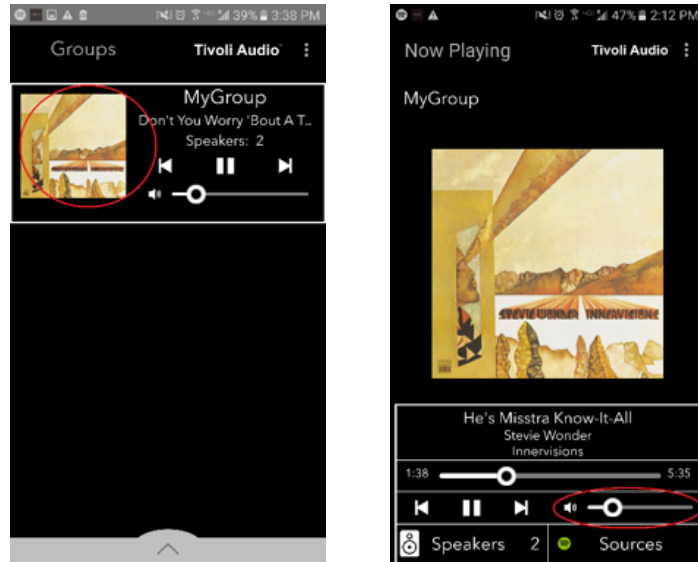 39% 3:38 PM
Groups Tivoli Audio
MyGroup
Don't You Worry 'Bout A T..
Speakers: 2
47% 2:12 PM
Now Playing Tivoli Audio
MyGroup
STEVIE WONDER INNERVISIONS
He's Misstra Know-It-All
Stevie Wonder
Innervisions
1:38 5:35
Speakers 2 Sources